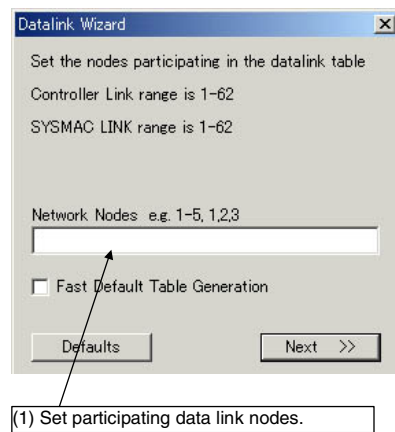 Datalink Wizard
Set the nodes participating in the datalink table
Controller Link range is 1-62
SYSMAC LINK range is 1-62
Network Nodes e.g. 1-5, 1,2,3
Fast Default Table Generation
Defaults
Next >>
(1) Set participating data link nodes.